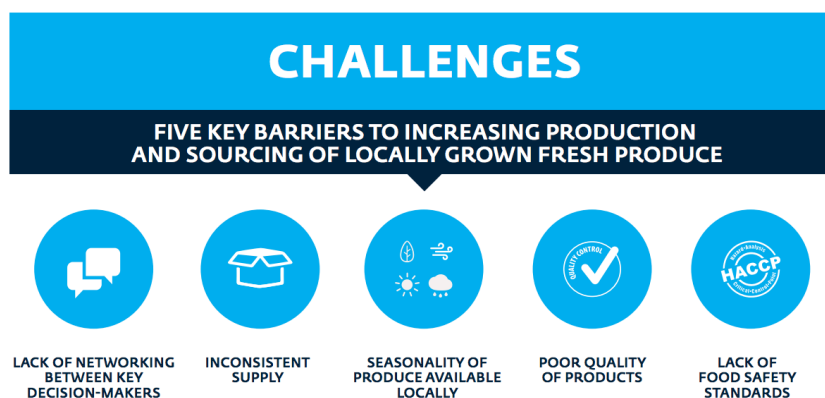 CHALLENGES
FIVE KEY BARRIERS TO INCREASING PRODUCTION
AND SOURCING OF LOCALLY GROWN FRESH PRODUCE
QUALITY CONTROL
HACCP
LACK OF NETWORKING
BETWEEN KEY
DECISION-MAKERS
INCONSISTENT
SUPPLY
SEASONALITY OF
PRODUCE AVAILABLE
LOCALLY
POOR QUALITY
OF PRODUCTS
LACK OF
FOOD SAFETY
STANDARDS